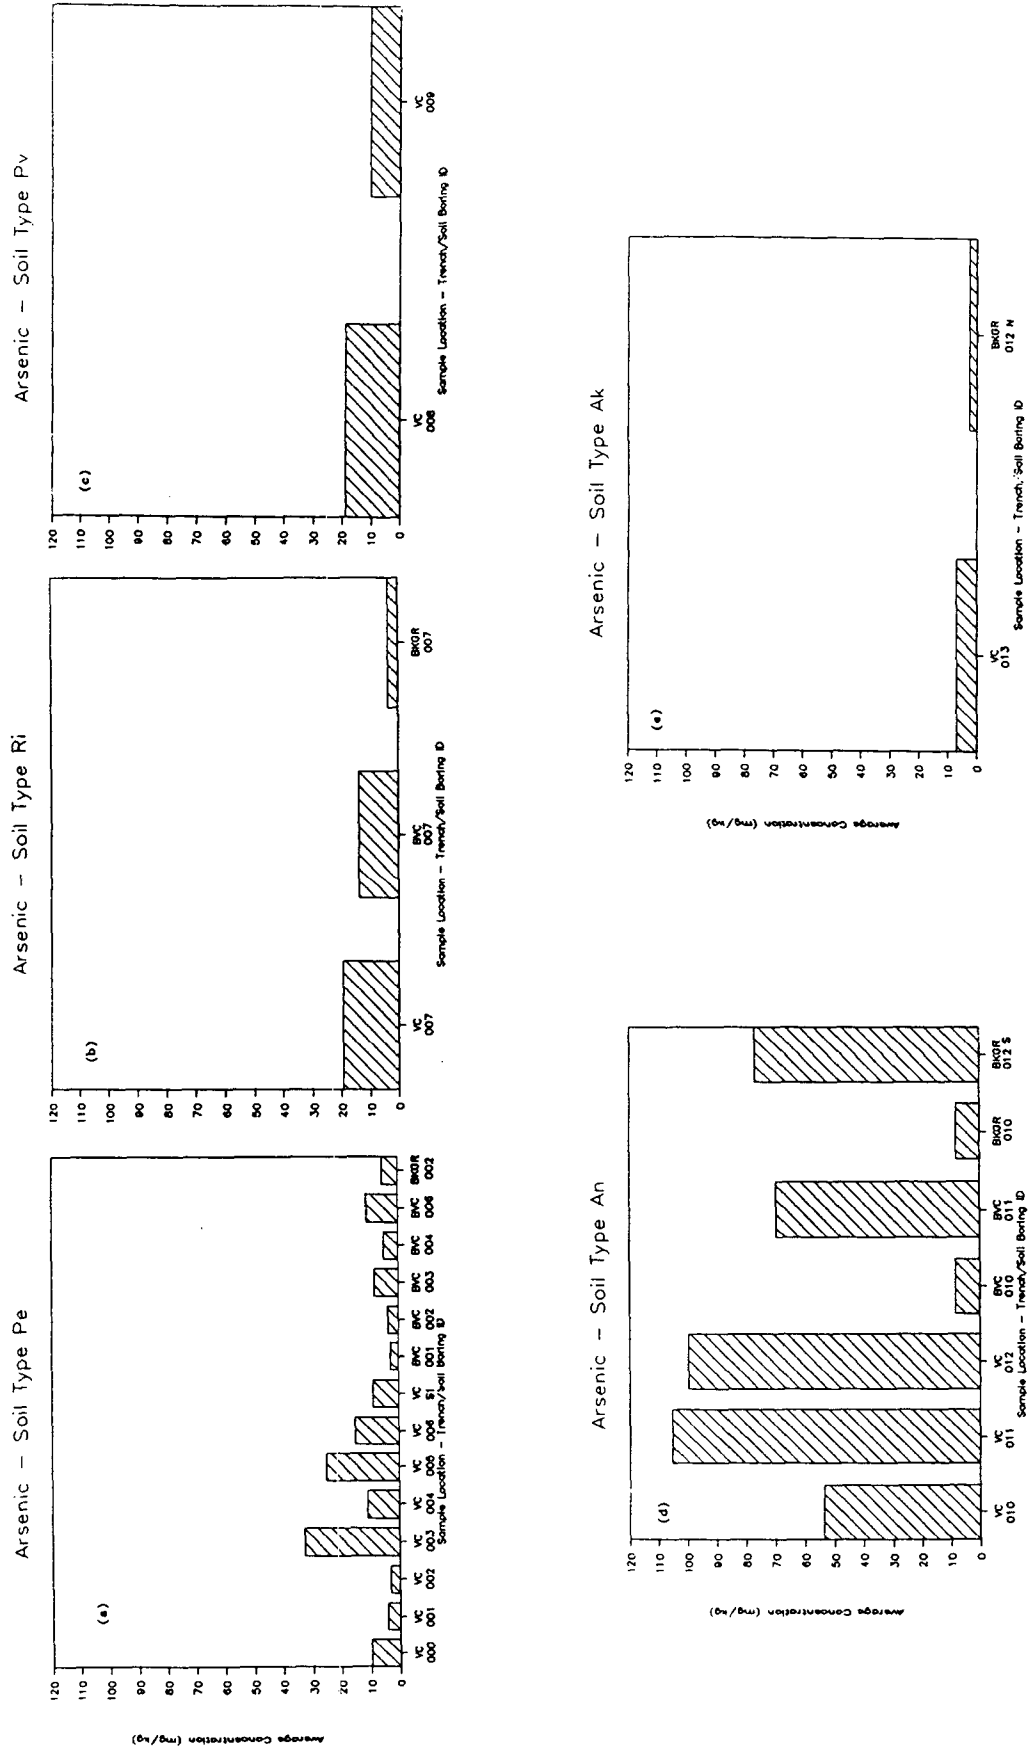 Arsenic – Soil Type Pe
(a)
Average Concentration (mg/kg)
120
110
100
90
80
70
60
50
40
30
20
10
0
VC 000
VC 001
VC 002
VC 003
VC 004
VC 005
VC 006
VC S1
BVC 001
BVC 002
BVC 003
BVC 004
BVC 006
BKGR 002
Sample Location – Trench/Soil Boring ID
Arsenic – Soil Type Ri
(b)
120
110
100
90
80
70
60
50
40
30
20
10
0
VC 007
BVC 007
BKGR 007
Sample Location – Trench/Soil Boring ID
Arsenic – Soil Type Pv
(c)
120
110
100
90
80
70
60
50
40
30
20
10
0
VC 008
VC 009
Sample Location – Trench/Soil Boring ID
Arsenic – Soil Type An
(d)
Average Concentration (mg/kg)
120
110
100
90
80
70
60
50
40
30
20
10
0
VC 010
VC 011
VC 012
BVC 010
BVC 011
BKGR 010
BKGR 012 S
Sample Location – Trench/Soil Boring ID
Arsenic – Soil Type Ak
(e)
Average Concentration (mg/kg)
120
110
100
90
80
70
60
50
40
30
20
10
0
VC 013
BKGR 012 N
Sample Location – Trench/Soil Boring ID